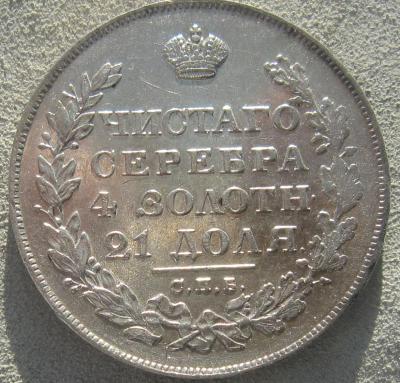 ЧИСТАГО
СЕРЕБРА
4 ЗОЛОТН
21 ДОЛЯ
С.П.Б.